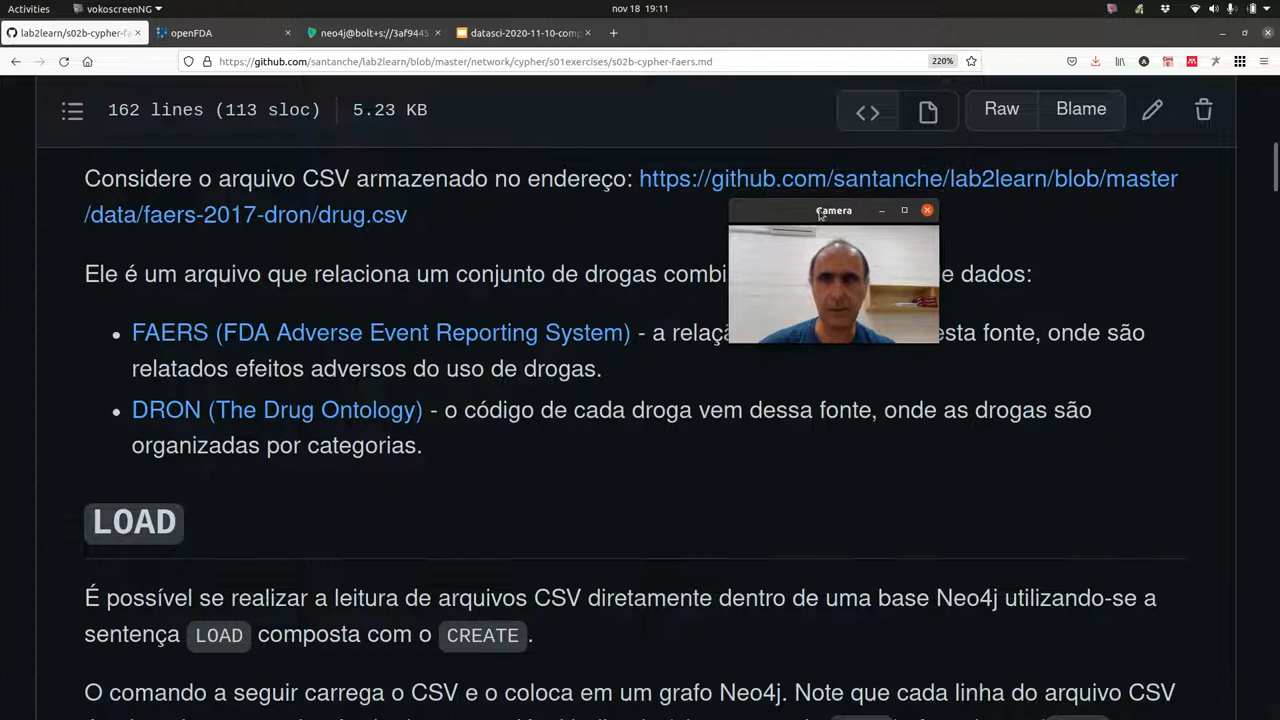 Activities vokoscreenNG nov 18 19:11
lab2learn/s02b-cypher-fa openFDA neo4j@bolt+s://3af9445 datasci-2020-11-10-comp
https://github.com/santanche/lab2learn/blob/master/network/cypher/s01exercises/s02b-cypher-faers.md 220%
162 lines (113 sloc) 5.23 KB Raw Blame
Considere o arquivo CSV armazenado no endereço: https://github.com/santanche/lab2learn/blob/master
/data/faers-2017-dron/drug.csv
Camera
Ele é um arquivo que relaciona um conjunto de drogas combi e dados:
FAERS (FDA Adverse Event Reporting System) - a relaç esta fonte, onde são
relatados efeitos adversos do uso de drogas.
DRON (The Drug Ontology) - o código de cada droga vem dessa fonte, onde as drogas são
organizadas por categorias.
LOAD
É possível se realizar a leitura de arquivos CSV diretamente dentro de uma base Neo4j utilizando-se a
sentença LOAD composta com o CREATE.
O comando a seguir carrega o CSV e o coloca em um grafo Neo4j. Note que cada linha do arquivo CSV